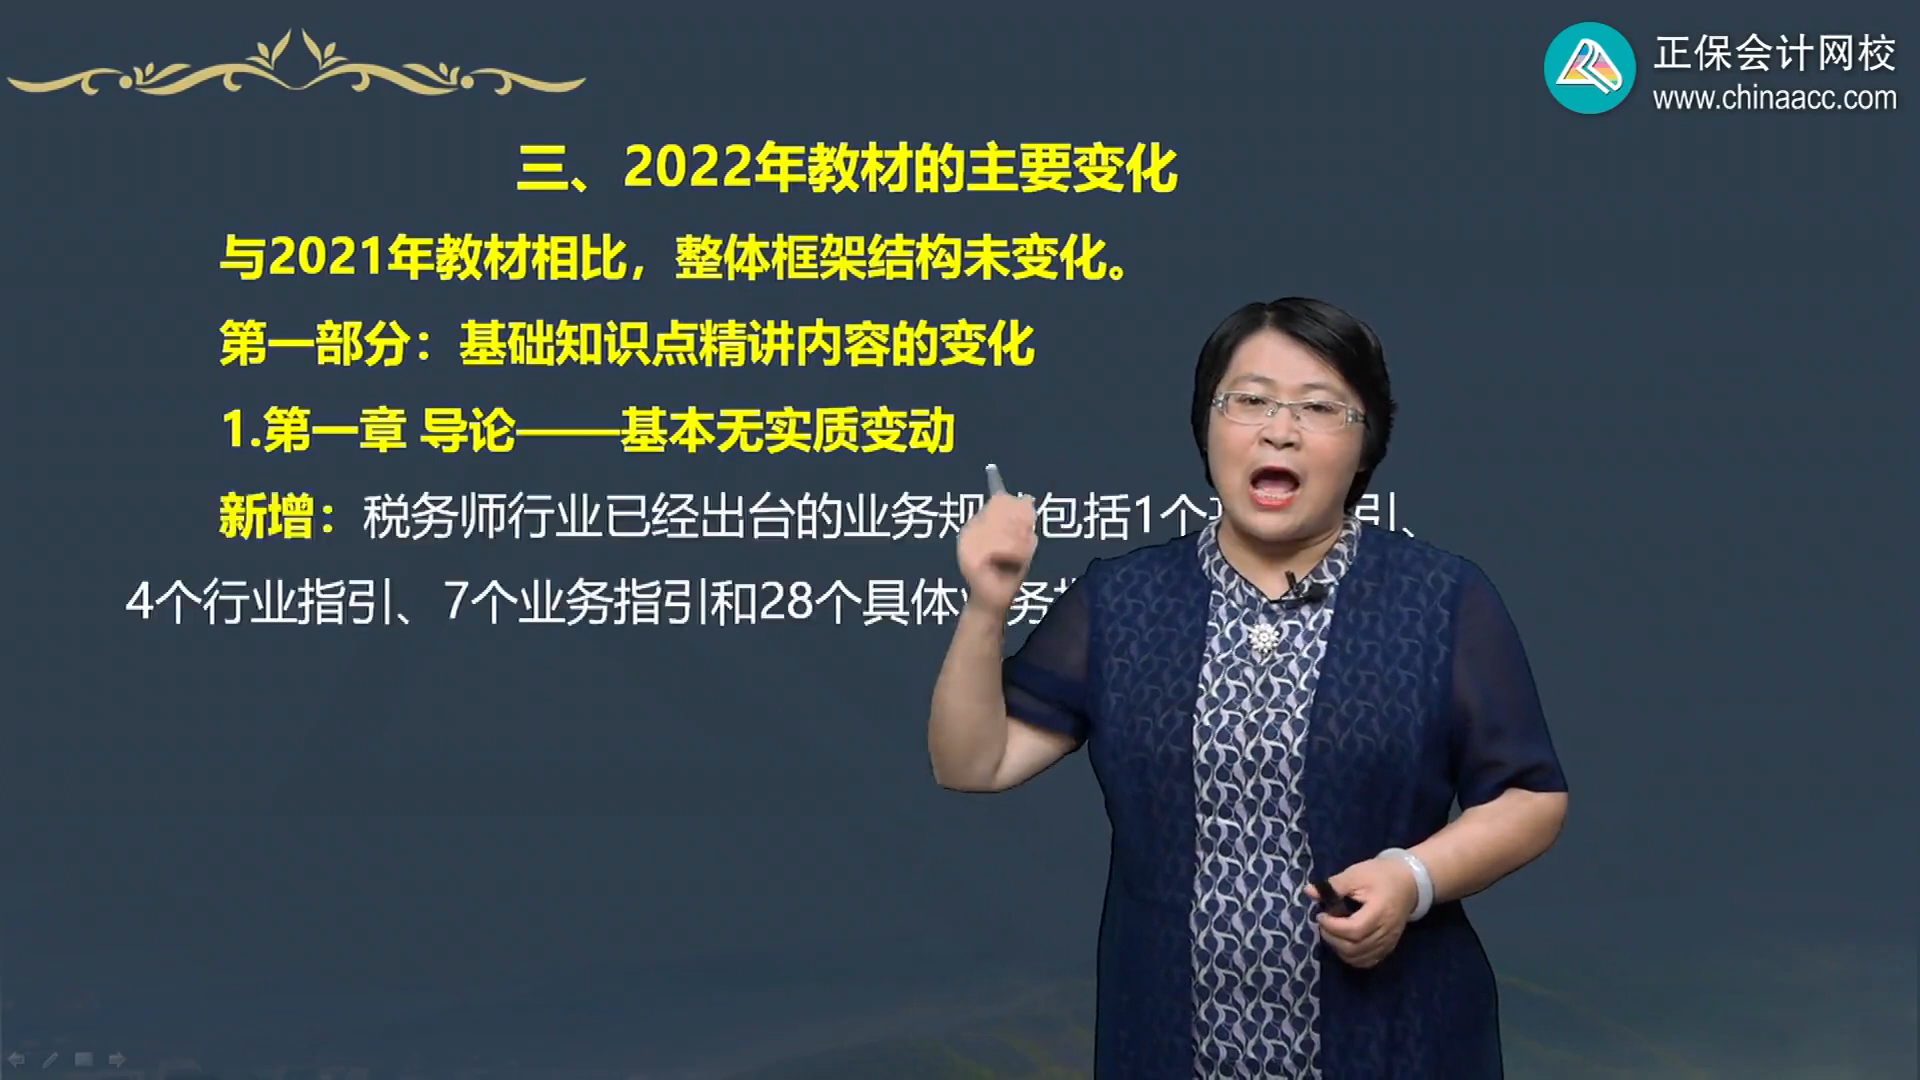 正保会计网校
www.chinaacc.com
三、2022年教材的主要变化
与2021年教材相比，整体框架结构未变化。
第一部分：基础知识点精讲内容的变化
1.第一章 导论——基本无实质变动
新增：税务师行业已经出台的业务规 包括1个 引、
4个行业指引、7个业务指引和28个具体 务